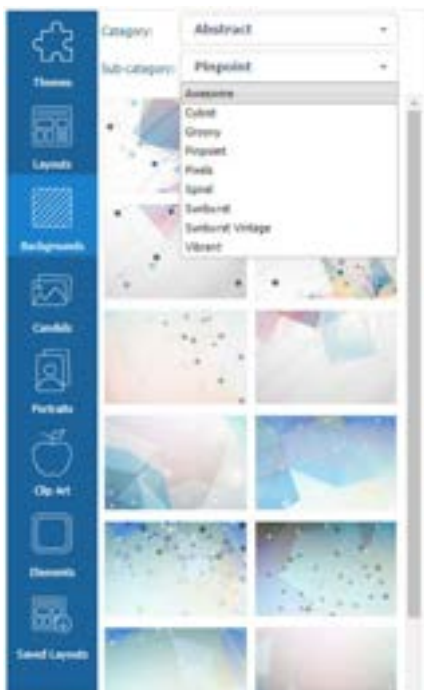 Category: Abstract
Sub-category: Pinpoint
Awesome
Cubist
Groovy
Pinpoint
Pixels
Spiral
Sunburst
Sunburst Vintage
Vibrant
Themes
Layouts
Backgrounds
Candids
Portraits
Clip Art
Elements
Saved Layouts